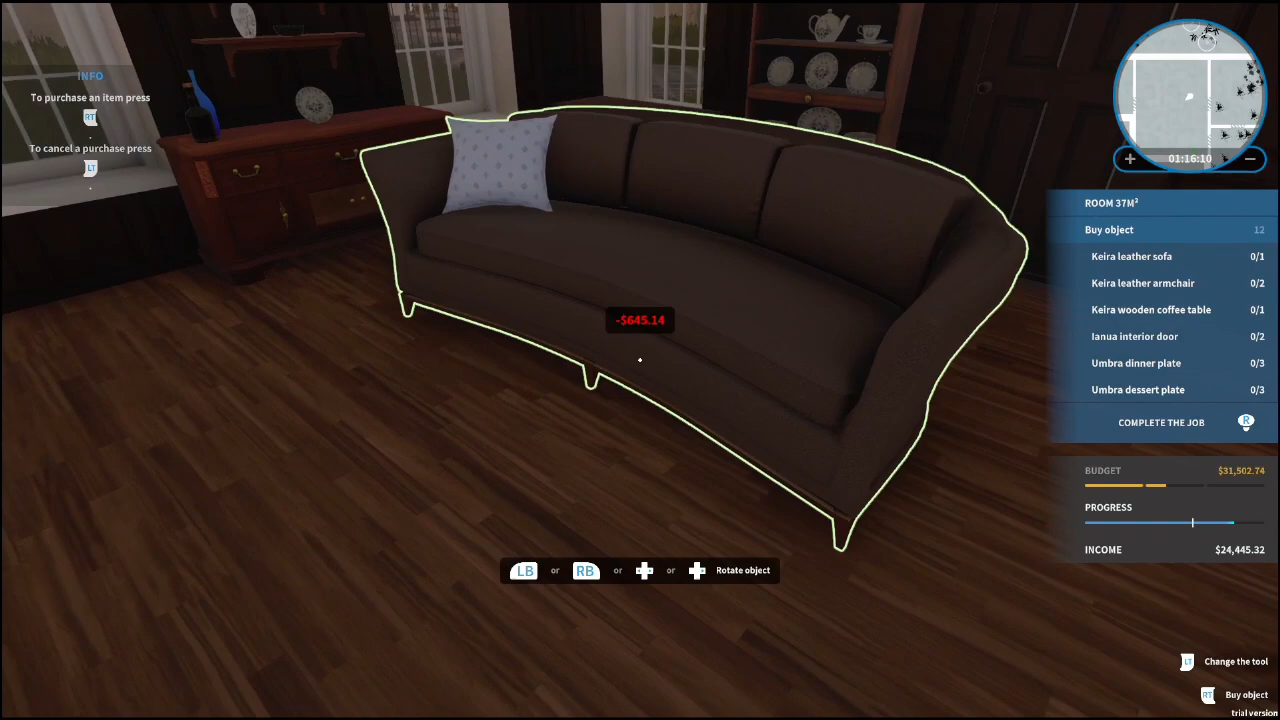 INFO
To purchase an item press
RT
To cancel a purchase press
LT
01:16:10
ROOM 37M²
Buy object 12
Keira leather sofa 0/1
Keira leather armchair 0/2
Keira wooden coffee table 0/1
Ianua interior door 0/2
Umbra dinner plate 0/3
Umbra dessert plate 0/3
COMPLETE THE JOB R
BUDGET $31,502.74
PROGRESS
INCOME $24,445.32
-$645.14
LB or RB or or Rotate object
LT Change the tool
RT Buy object
trial version